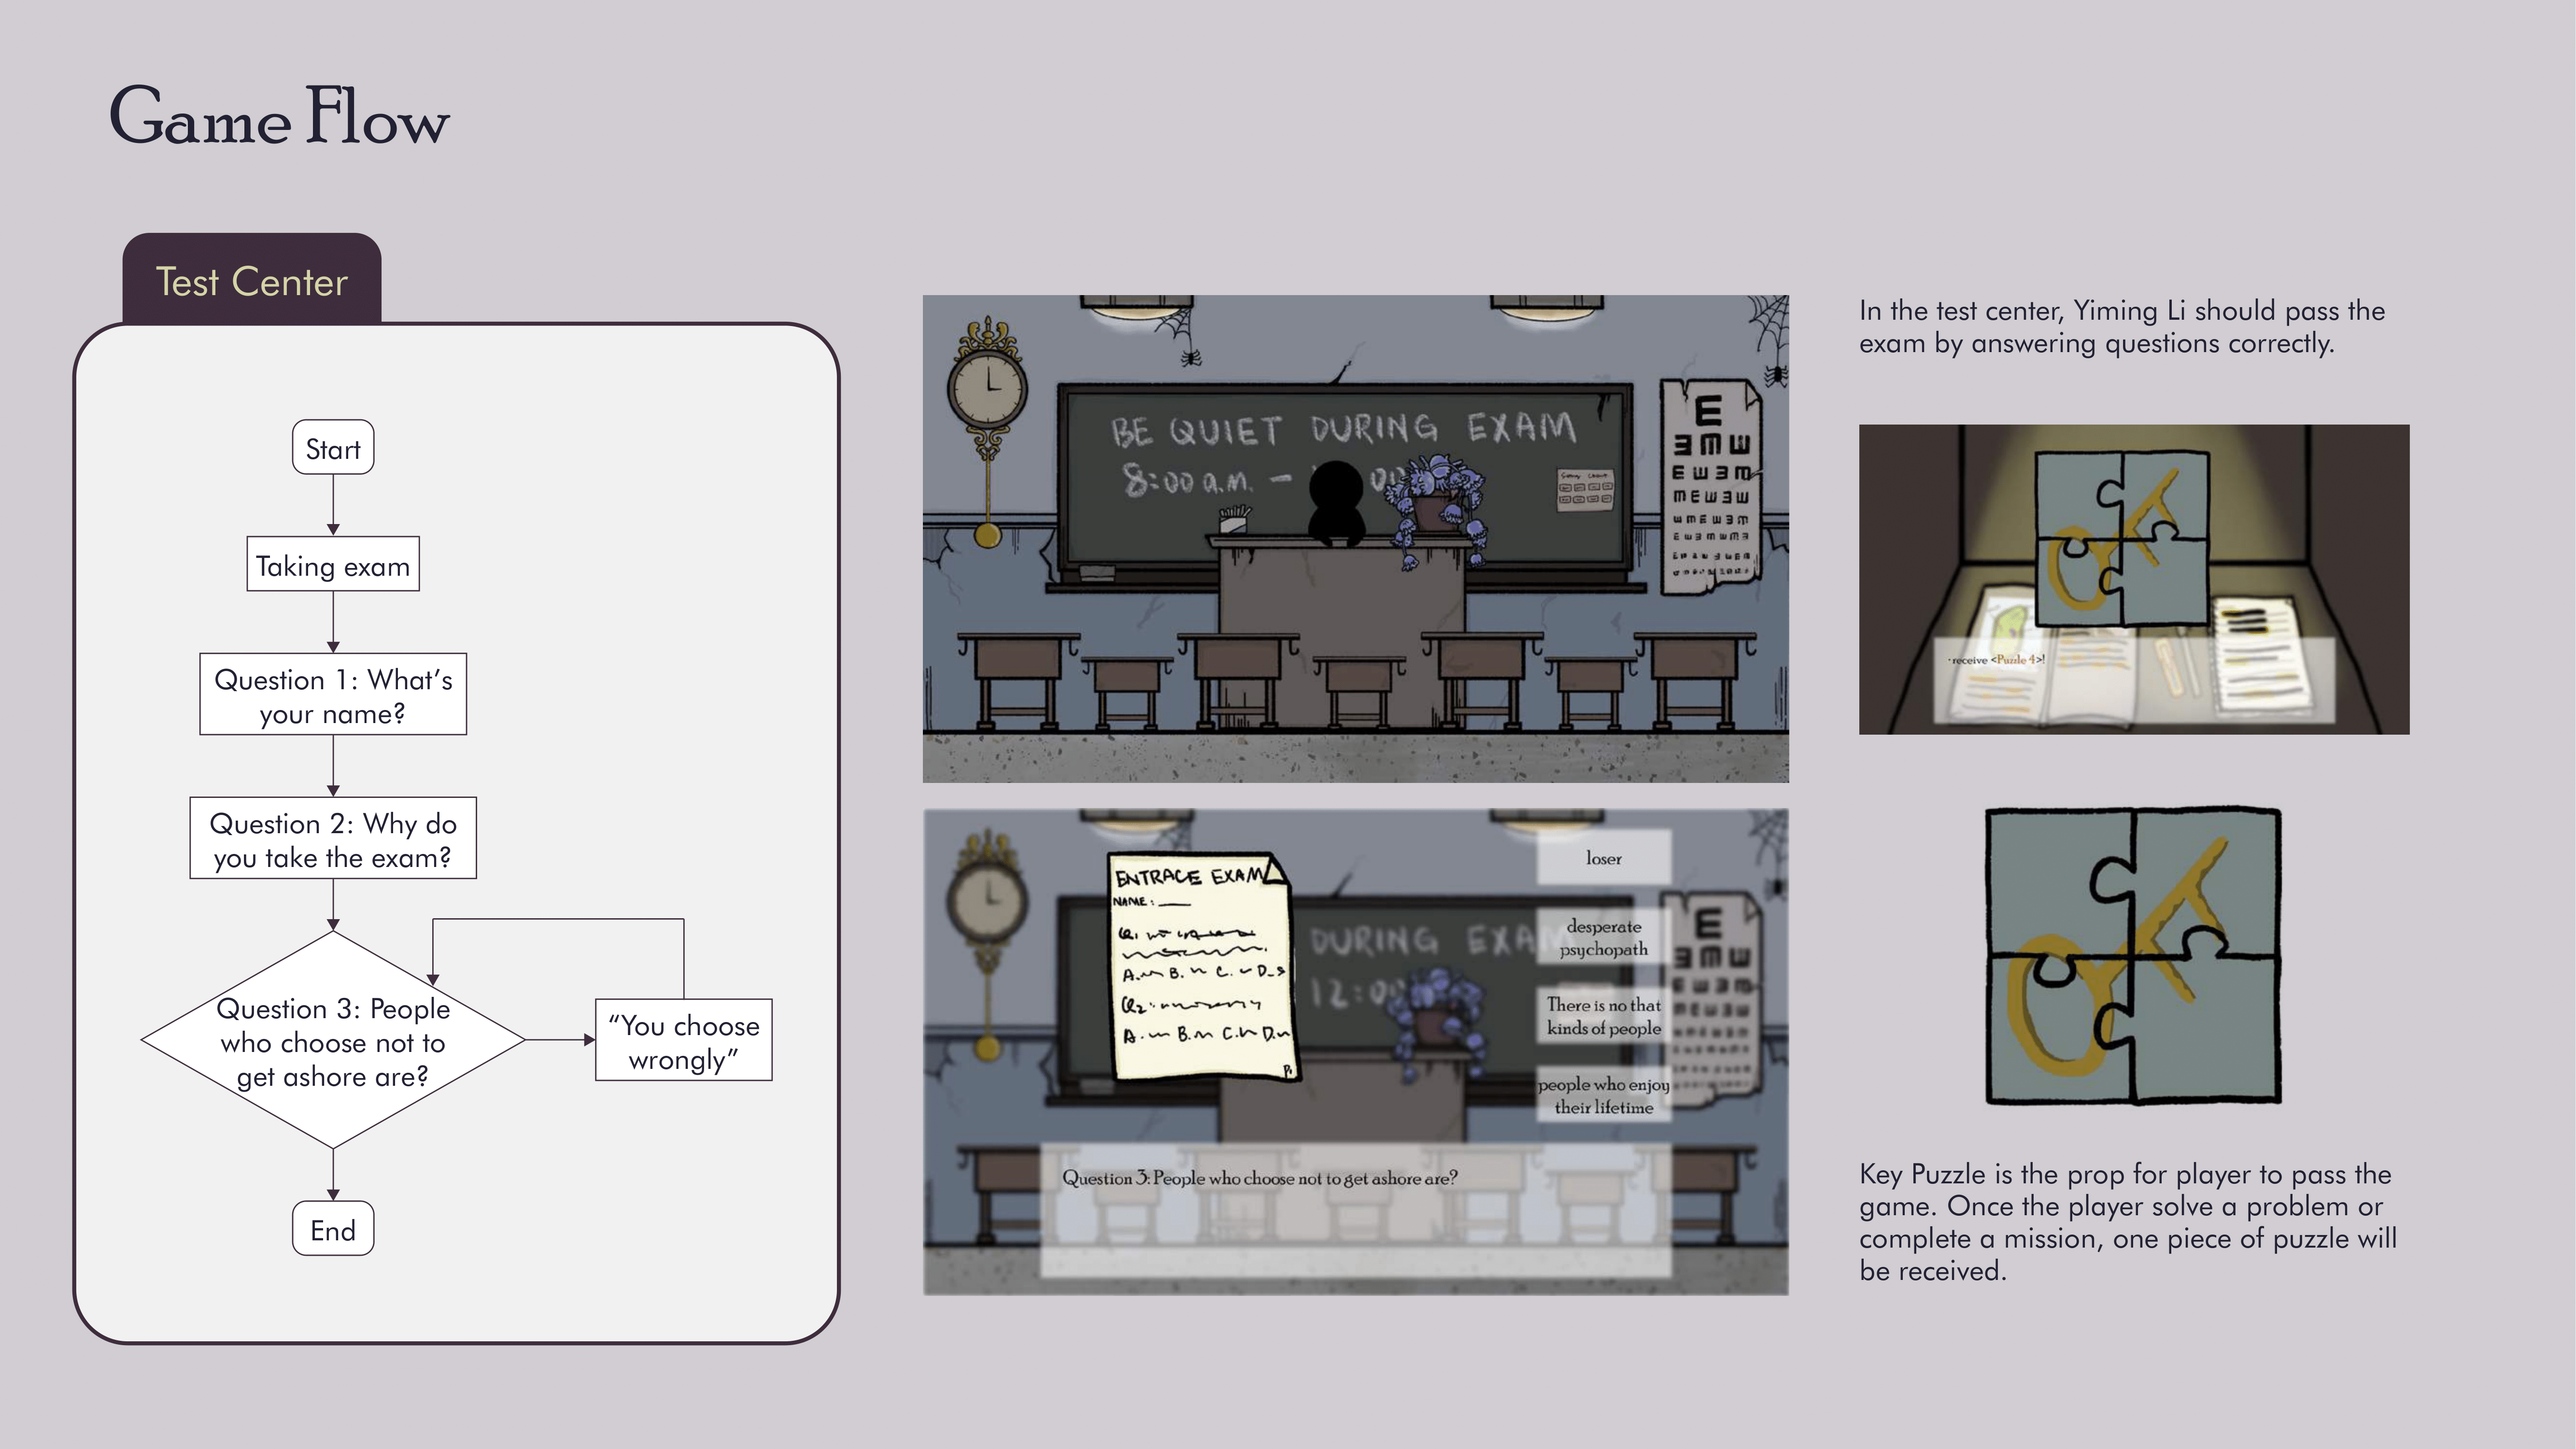 Game Flow
Test Center
Start
Taking exam
Question 1: What's
your name?
Question 2: Why do
you take the exam?
Question 3: People
who choose not to
get ashore are?
"You choose
wrongly"
End
BE QUIET DURING EXAM
8:00 a.m. -
E
E M W
E W 3 M
M E W 3 W
ENTRACE EXAM
NAME:
Q1
A. B. C. D.
Q2:
A. B. C. D.
P1
DURING EXA
12:00
E
loser
desperate
psychopath
There is no that
kinds of people
people who enjoy
their lifetime
Question 3: People who choose not to get ashore are?
In the test center, Yiming Li should pass the
exam by answering questions correctly.
· receive <Puzzle 4>!
Key Puzzle is the prop for player to pass the
game. Once the player solve a problem or
complete a mission, one piece of puzzle will
be received.